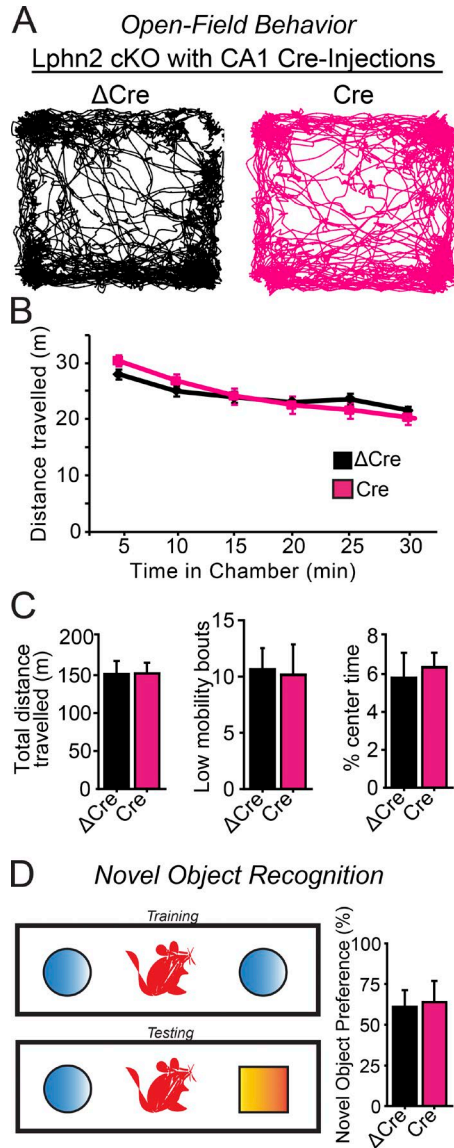 A
Open-Field Behavior
Lphn2 cKO with CA1 Cre-Injections
ΔCre
Cre
B
Distance travelled (m)
30
20
10
0
ΔCre
Cre
5 10 15 20 25 30
Time in Chamber (min)
C
Total distance
travelled (m)
200
150
100
50
0
ΔCre
Cre
Low mobility bouts
15
10
5
0
ΔCre
Cre
% center time
8
6
4
2
0
ΔCre
Cre
D
Novel Object Recognition
Training
Testing
Novel Object Preference (%)
100
75
50
25
0
ΔCre
Cre